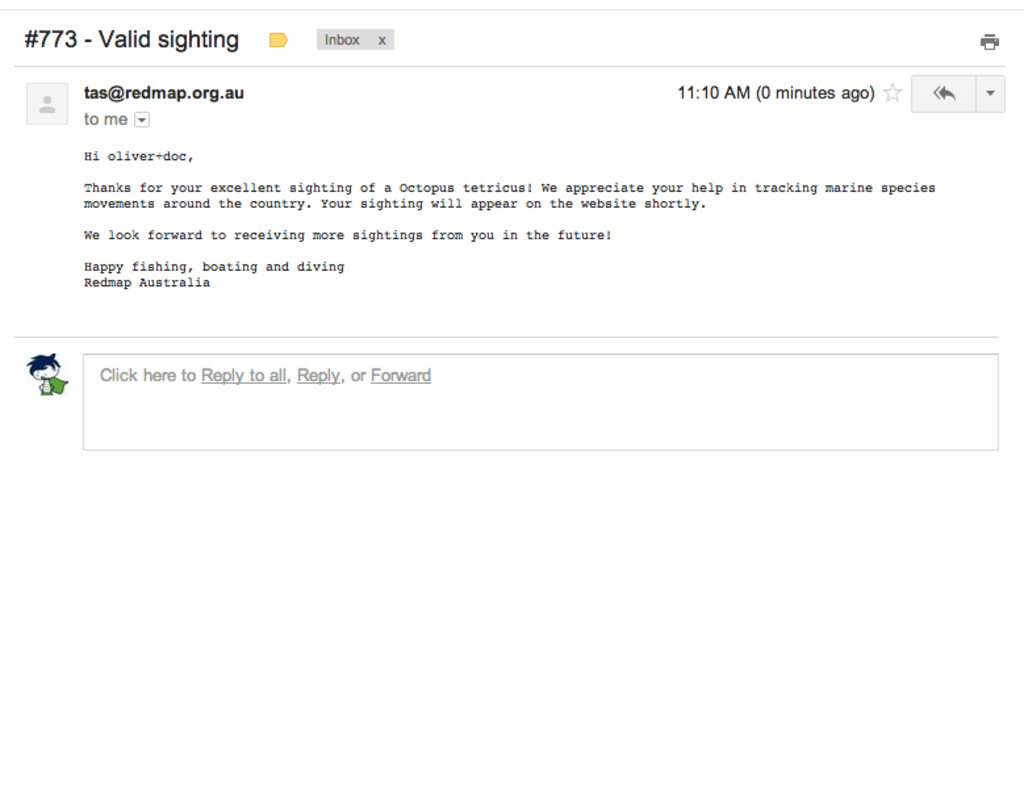 #773 - Valid sighting Inbox x
tas@redmap.org.au 11:10 AM (0 minutes ago)
to me
Hi oliver+doc,
Thanks for your excellent sighting of a Octopus tetricus! We appreciate your help in tracking marine species
movements around the country. Your sighting will appear on the website shortly.
We look forward to receiving more sightings from you in the future!
Happy fishing, boating and diving
Redmap Australia
Click here to Reply to all, Reply, or Forward